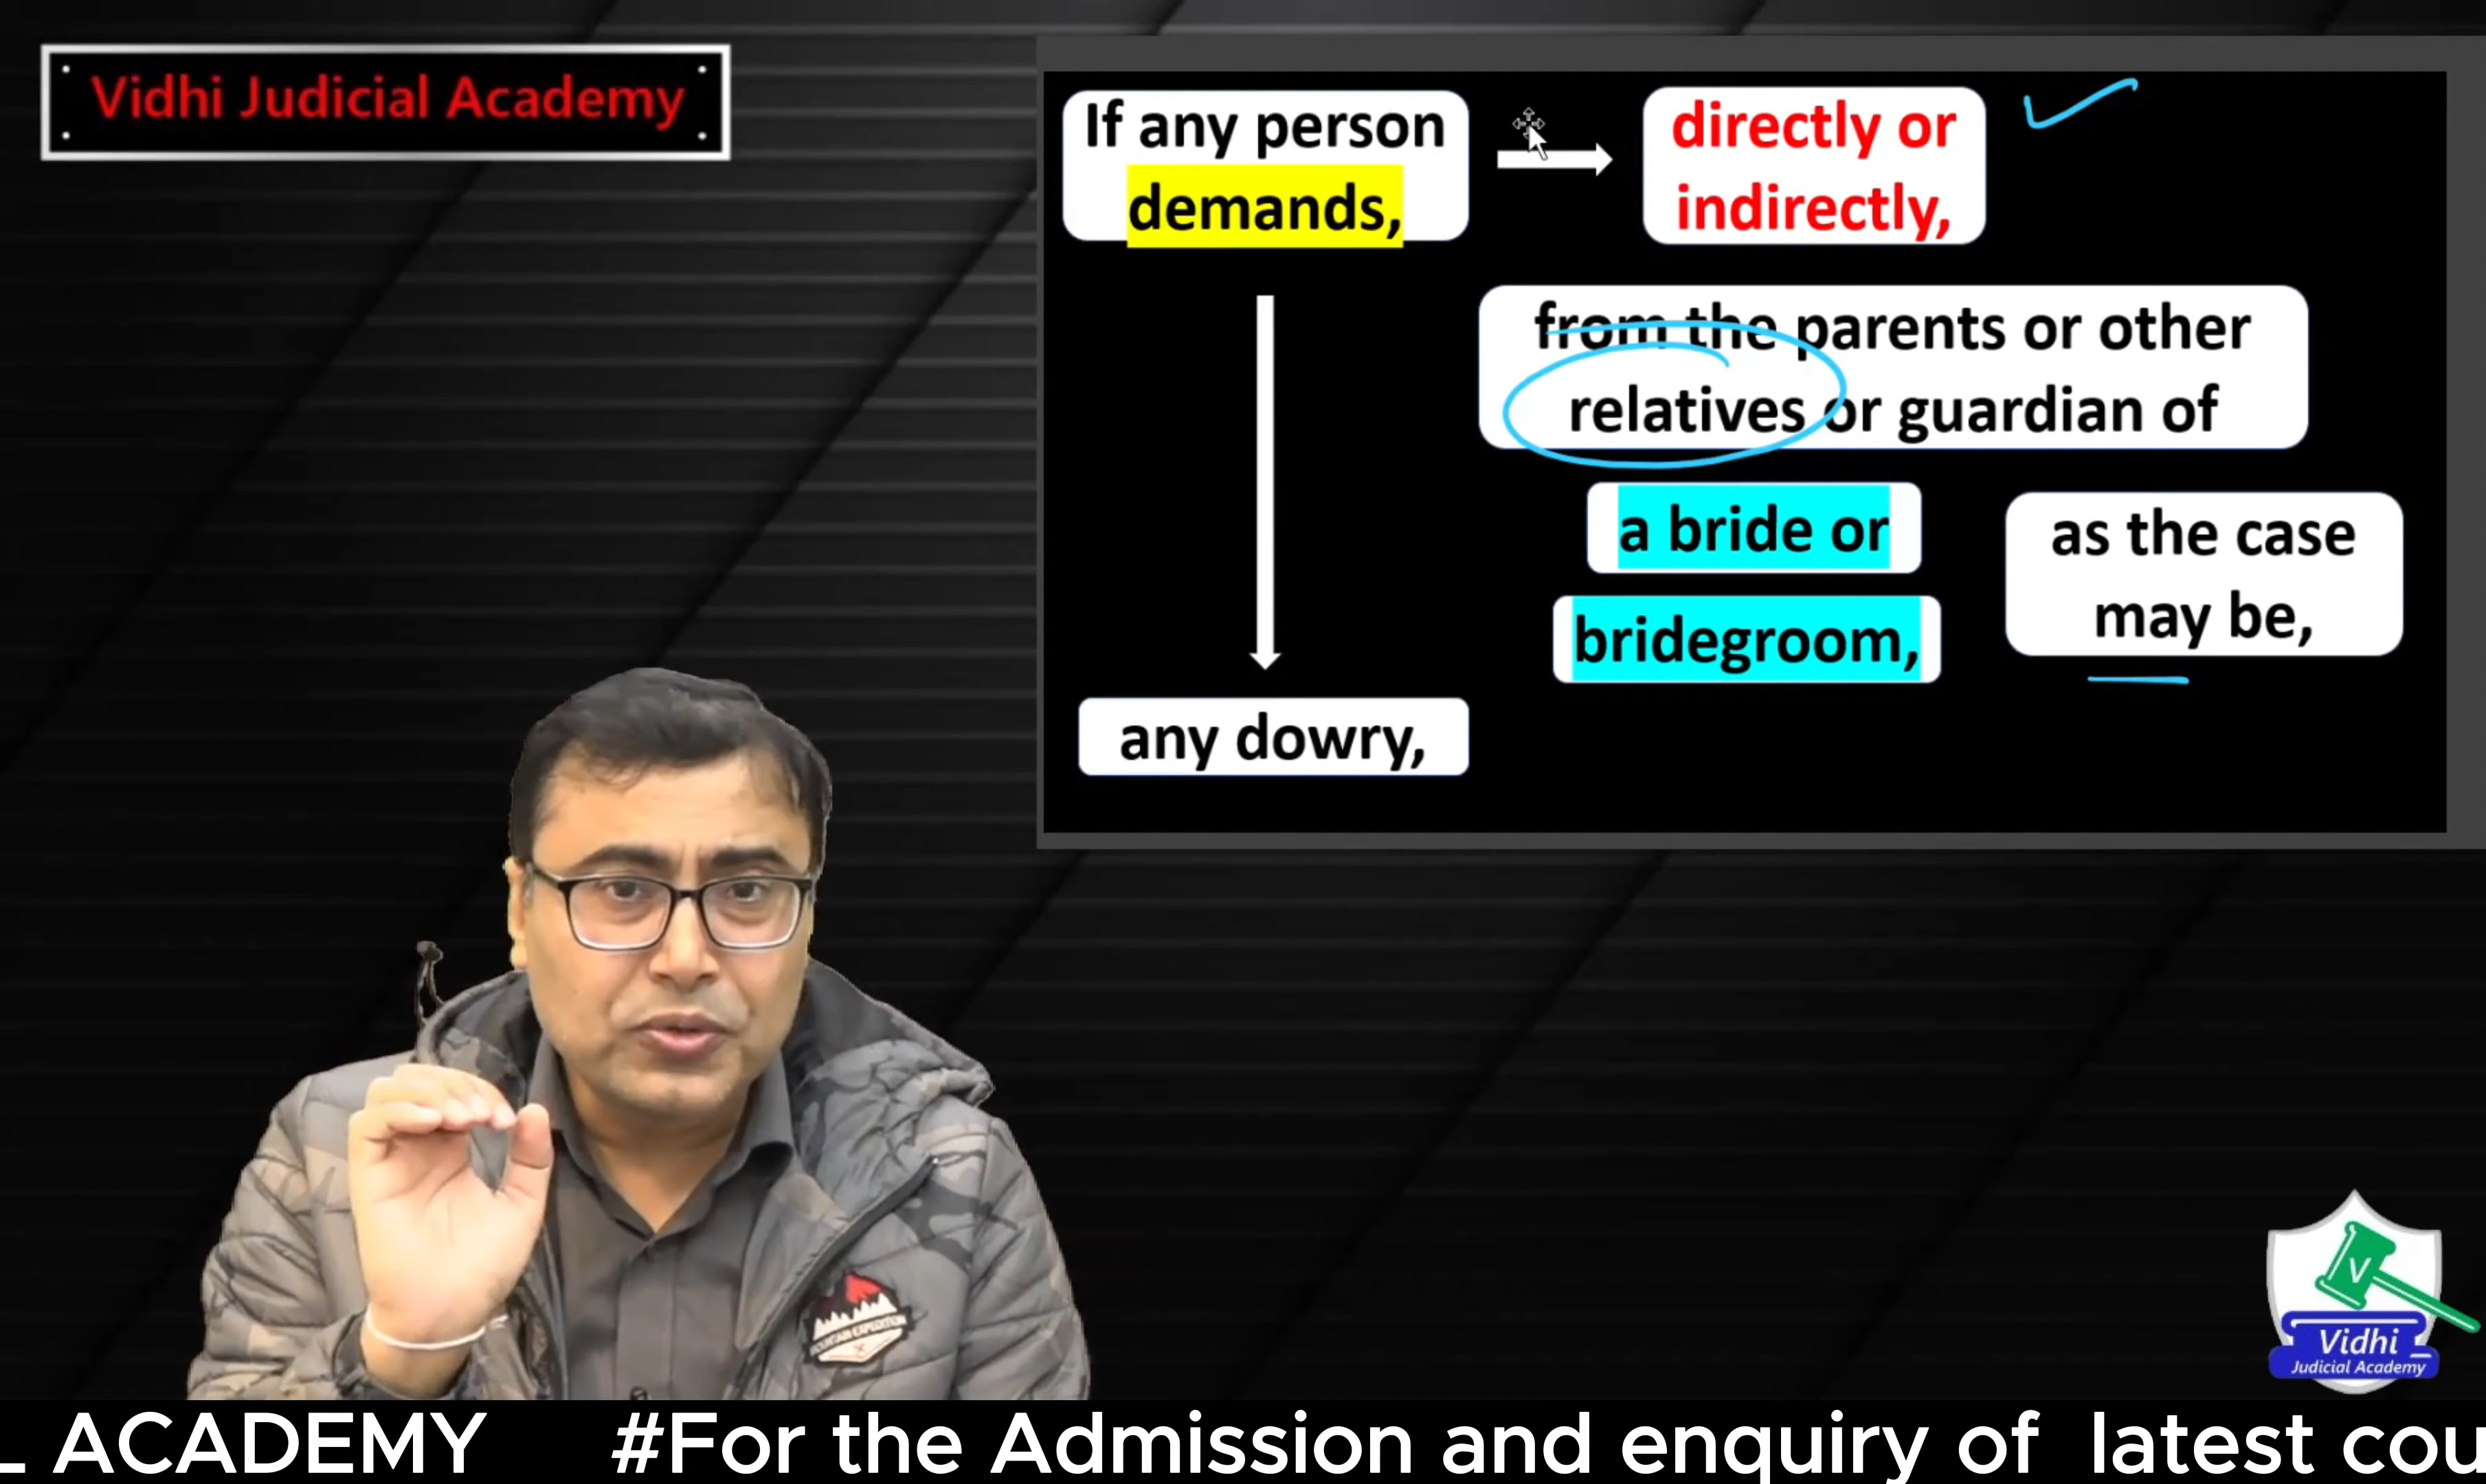 Vidhi Judicial Academy
If any person
demands,
directly or
indirectly,
from the parents or other
relatives or guardian of
a bride or
bridegroom,
as the case
may be,
any dowry,
MOUNTAIN EXPEDITION
V
Vidhi
Judicial Academy
L ACADEMY #For the Admission and enquiry of latest cou